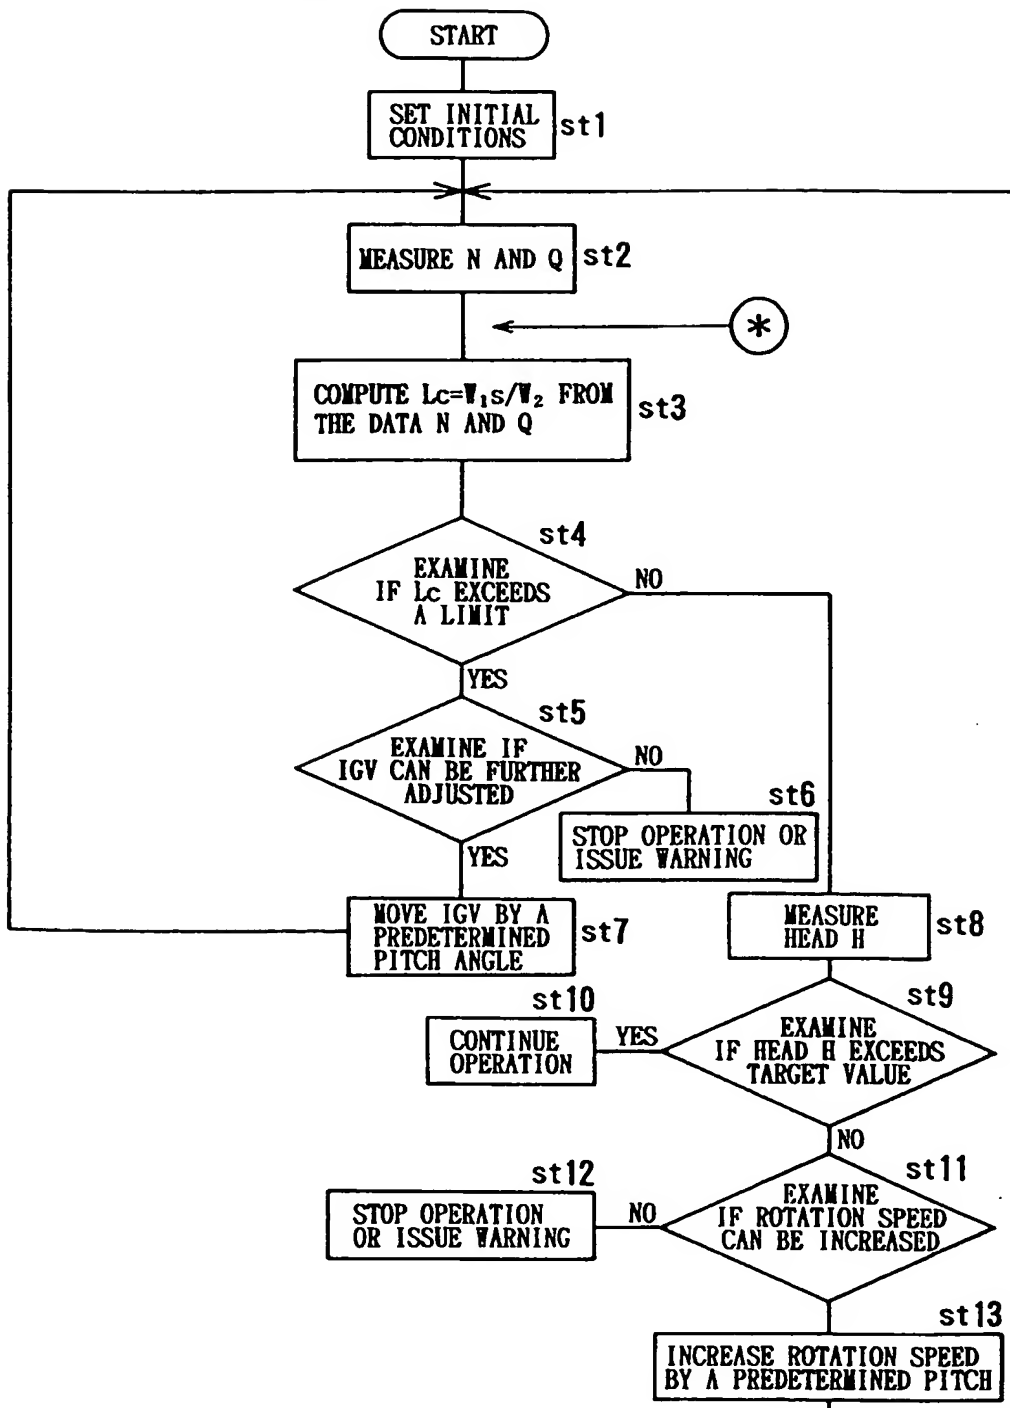 START
SET INITIAL
CONDITIONS
st1
MEASURE N AND Q
st2
*
COMPUTE Lc=W₁s/W₂ FROM
THE DATA N AND Q
st3
st4
EXAMINE
IF Lc EXCEEDS
A LIMIT
NO
YES
st5
EXAMINE IF
IGV CAN BE FURTHER
ADJUSTED
NO
st6
STOP OPERATION OR
ISSUE WARNING
YES
MOVE IGV BY A
PREDETERMINED
PITCH ANGLE
st7
MEASURE
HEAD H
st8
st9
EXAMINE
IF HEAD H EXCEEDS
TARGET VALUE
YES
st10
CONTINUE
OPERATION
NO
st11
EXAMINE
IF ROTATION SPEED
CAN BE INCREASED
NO
st12
STOP OPERATION
OR ISSUE WARNING
st13
INCREASE ROTATION SPEED
BY A PREDETERMINED PITCH